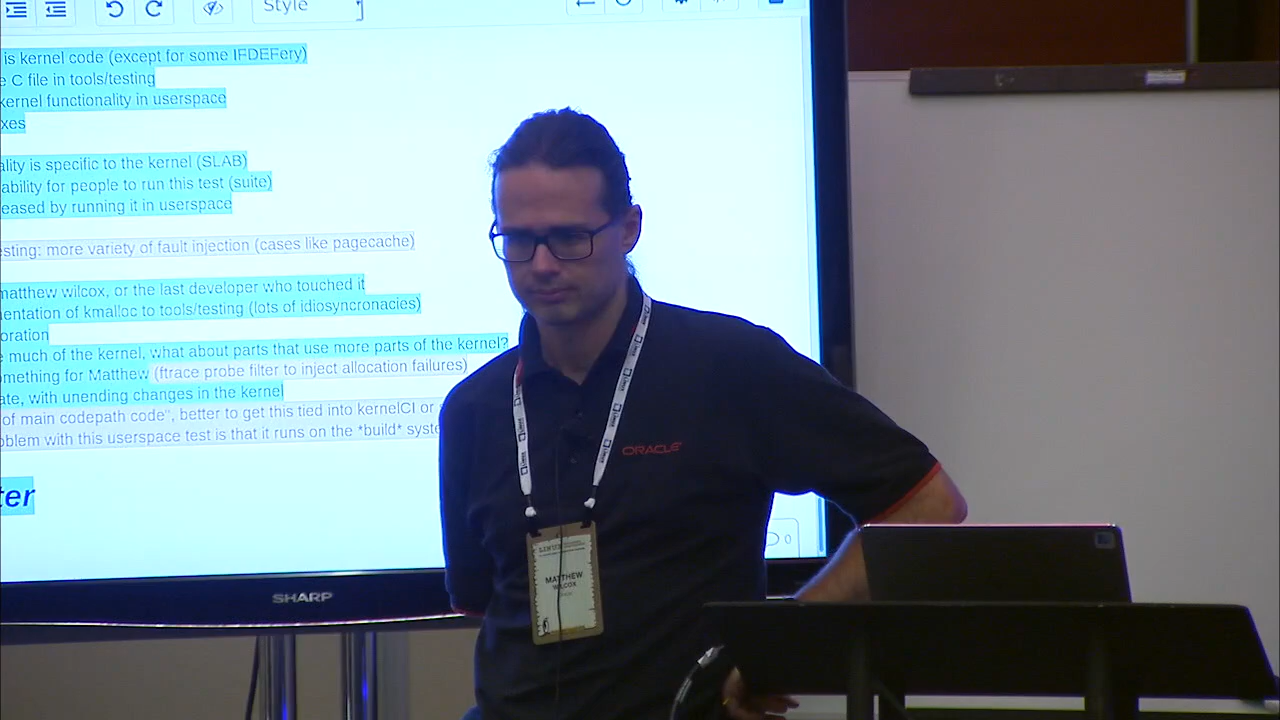 Style
is kernel code (except for some IFDEFery)
e C file in tools/testing
kernel functionality in userspace
xes
ality is specific to the kernel (SLAB)
ability for people to run this test (suite)
eased by running it in userspace
esting: more variety of fault injection (cases like pagecache)
matthew wilcox, or the last developer who touched it
entation of kmalloc to tools/testing (lots of idiosyncronacies)
oration
e much of the kernel, what about parts that use more parts of the kernel?
omething for Matthew (ftrace probe filter to inject allocation failures)
ate, with unending changes in the kernel
of main codepath code", better to get this tied into kernelCI or
oblem with this userspace test is that it runs on the *build* syste
ter
0
SHARP
ORACLE
LINUX
MATTHEW
WILCOX